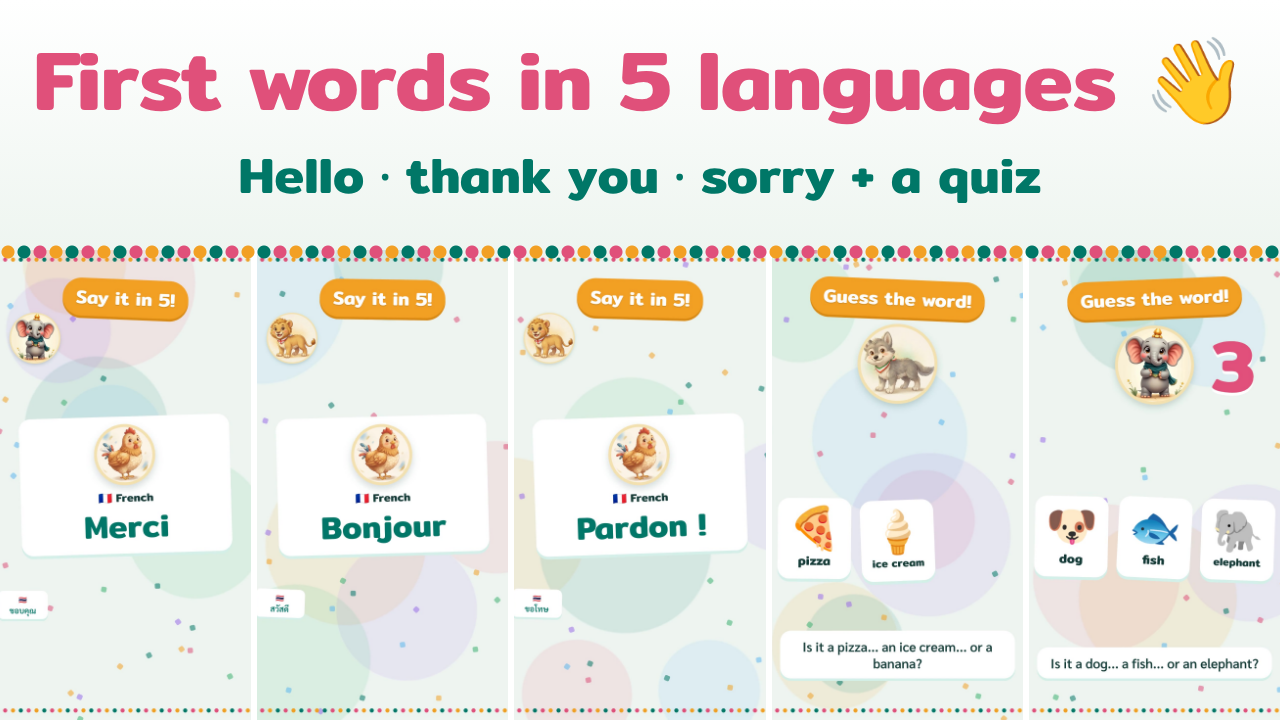 First words in 5 languages
Hello · thank you · sorry + a quiz
Say it in 5!
French
Merci
ขอบคุณ
Say it in 5!
French
Bonjour
สวัสดี
Say it in 5!
French
Pardon !
ขอโทษ
Guess the word!
pizza
ice cream
Is it a pizza... an ice cream... or a
banana?
Guess the word!
3
dog
fish
elephant
Is it a dog... a fish... or an elephant?